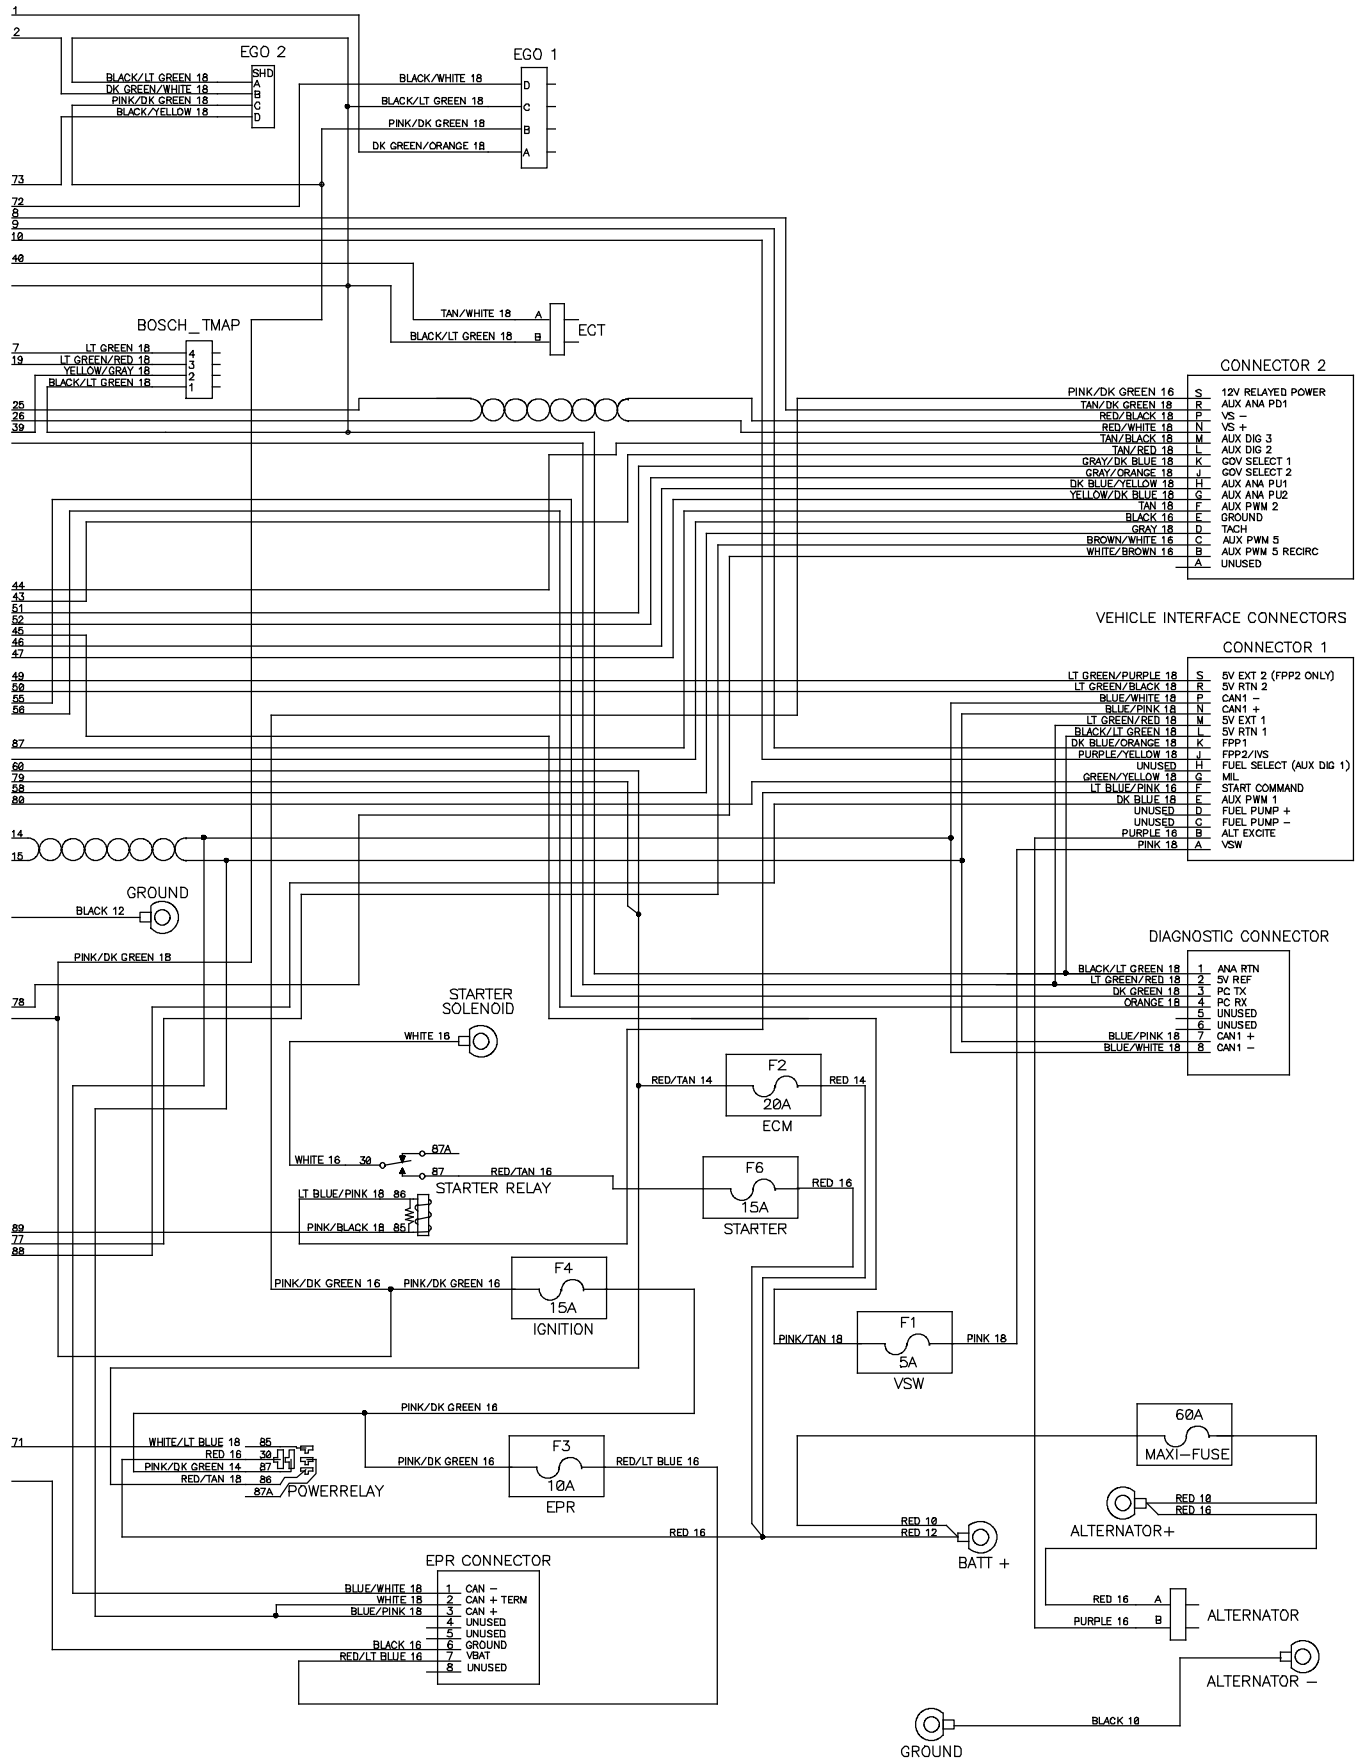 1
2
EGO 2
SHD
BLACK/LT GREEN 18 A
DK GREEN/WHITE 18 B
PINK/DK GREEN 18 C
BLACK/YELLOW 18 D
EGO 1
BLACK/WHITE 18 D
BLACK/LT GREEN 18 C
PINK/DK GREEN 18 B
DK GREEN/ORANGE 18 A
73
72
8
9
10
40
TAN/WHITE 18 A
BLACK/LT GREEN 18 B
ECT
BOSCH_TMAP
7 LT GREEN 18 4
19 LT GREEN/RED 18 3
YELLOW/GRAY 18 2
BLACK/LT GREEN 18 1
25
26
39
CONNECTOR 2
PINK/DK GREEN 16 S 12V RELAYED POWER
TAN/DK GREEN 18 R AUX ANA PD1
RED/BLACK 18 P VS -
RED/WHITE 18 N VS +
TAN/BLACK 18 M AUX DIG 3
TAN/RED 18 L AUX DIG 2
GRAY/DK BLUE 18 K GOV SELECT 1
GRAY/ORANGE 18 J GOV SELECT 2
DK BLUE/YELLOW 18 H AUX ANA PU1
YELLOW/DK BLUE 18 G AUX ANA PU2
TAN 18 F AUX PWM 2
BLACK 16 E GROUND
GRAY 18 D TACH
BROWN/WHITE 16 C AUX PWM 5
WHITE/BROWN 16 B AUX PWM 5 RECIRC
A UNUSED
44
43
51
52
45
46
47
49
50
55
56
87
60
79
58
80
14
15
VEHICLE INTERFACE CONNECTORS
CONNECTOR 1
LT GREEN/PURPLE 18 S 5V EXT 2 (FPP2 ONLY)
LT GREEN/BLACK 18 R 5V RTN 2
BLUE/WHITE 18 P CAN1 -
BLUE/PINK 18 N CAN1 +
LT GREEN/RED 18 M 5V EXT 1
BLACK/LT GREEN 18 L 5V RTN 1
DK BLUE/ORANGE 18 K FPP1
PURPLE/YELLOW 18 J FPP2/IVS
UNUSED H FUEL SELECT (AUX DIG 1)
GREEN/YELLOW 18 G MIL
LT BLUE/PINK 16 F START COMMAND
DK BLUE 18 E AUX PWM 1
UNUSED D FUEL PUMP +
UNUSED C FUEL PUMP -
PURPLE 16 B ALT EXCITE
PINK 18 A VSW
GROUND
BLACK 12
PINK/DK GREEN 18
78
DIAGNOSTIC CONNECTOR
BLACK/LT GREEN 18 1 ANA RTN
LT GREEN/RED 18 2 5V REF
DK GREEN 18 3 PC TX
ORANGE 18 4 PC RX
5 UNUSED
6 UNUSED
BLUE/PINK 18 7 CAN1 +
BLUE/WHITE 18 8 CAN1 -
STARTER
SOLENOID
WHITE 16
F2
RED/TAN 14 RED 14
20A
ECM
87A
WHITE 16 30
87 RED/TAN 16
STARTER RELAY
LT BLUE/PINK 18 86
PINK/BLACK 18 85
F6
RED 16
15A
STARTER
89
77
88
F4
PINK/DK GREEN 16 PINK/DK GREEN 16
15A
IGNITION
F1
PINK/TAN 18 PINK 18
5A
VSW
PINK/DK GREEN 16
71 WHITE/LT BLUE 18 85
RED 16 30
PINK/DK GREEN 14 87
RED/TAN 18 86
87A POWERRELAY
F3
PINK/DK GREEN 16 RED/LT BLUE 16
10A
EPR
60A
MAXI-FUSE
RED 10
RED 16
ALTERNATOR+
RED 10
RED 16 RED 12
BATT +
EPR CONNECTOR
BLUE/WHITE 18 1 CAN -
WHITE 18 2 CAN + TERM
BLUE/PINK 18 3 CAN +
4 UNUSED
5 UNUSED
BLACK 16 6 GROUND
RED/LT BLUE 16 7 VBAT
8 UNUSED
RED 16 A
PURPLE 16 B
ALTERNATOR
ALTERNATOR -
BLACK 10
GROUND